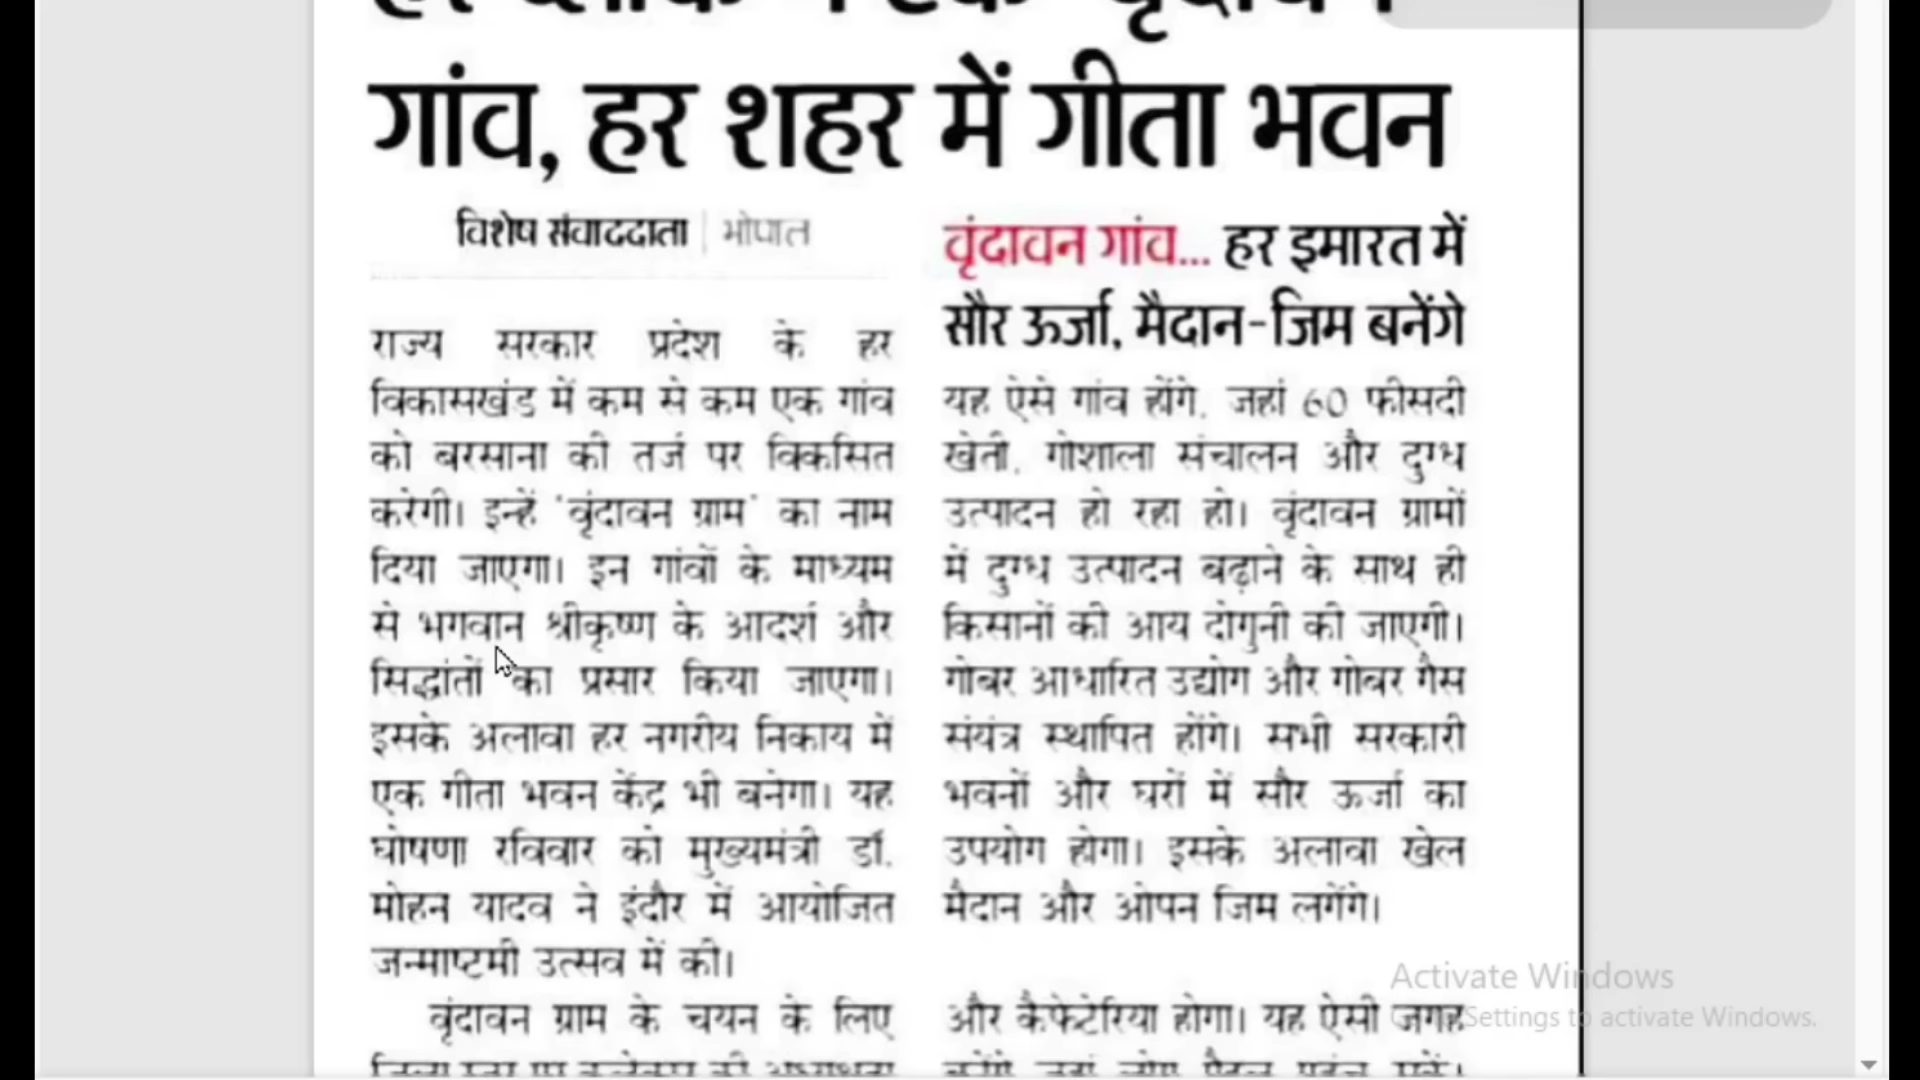 गांव, हर शहर में गीता भवन
विशेष संवाददाता | भोपाल
राज्य सरकार प्रदेश के हर
विकासखंड में कम से कम एक गांव
को बरसाना की तर्ज पर विकसित
करेगी। इन्हें 'वृंदावन ग्राम' का नाम
दिया जाएगा। इन गांवों के माध्यम
से भगवान श्रीकृष्ण के आदर्श और
सिद्धांतों का प्रसार किया जाएगा।
इसके अलावा हर नगरीय निकाय में
एक गीता भवन केंद्र भी बनेगा। यह
घोषणा रविवार को मुख्यमंत्री डॉ.
मोहन यादव ने इंदौर में आयोजित
जन्माष्टमी उत्सव में की।
वृंदावन ग्राम के चयन के लिए
वृंदावन गांव... हर इमारत में
सौर ऊर्जा, मैदान-जिम बनेंगे
यह ऐसे गांव होंगे, जहां 60 फीसदी
खेती, गोशाला संचालन और दुग्ध
उत्पादन हो रहा हो। वृंदावन ग्रामों
में दुग्ध उत्पादन बढ़ाने के साथ ही
किसानों की आय दोगुनी की जाएगी।
गोबर आधारित उद्योग और गोबर गैस
संयंत्र स्थापित होंगे। सभी सरकारी
भवनों और घरों में सौर ऊर्जा का
उपयोग होगा। इसके अलावा खेल
मैदान और ओपन जिम लगेंगे।
और कैफेटेरिया होगा। यह ऐसी जगह
Activate Windows
Settings to activate Windows.